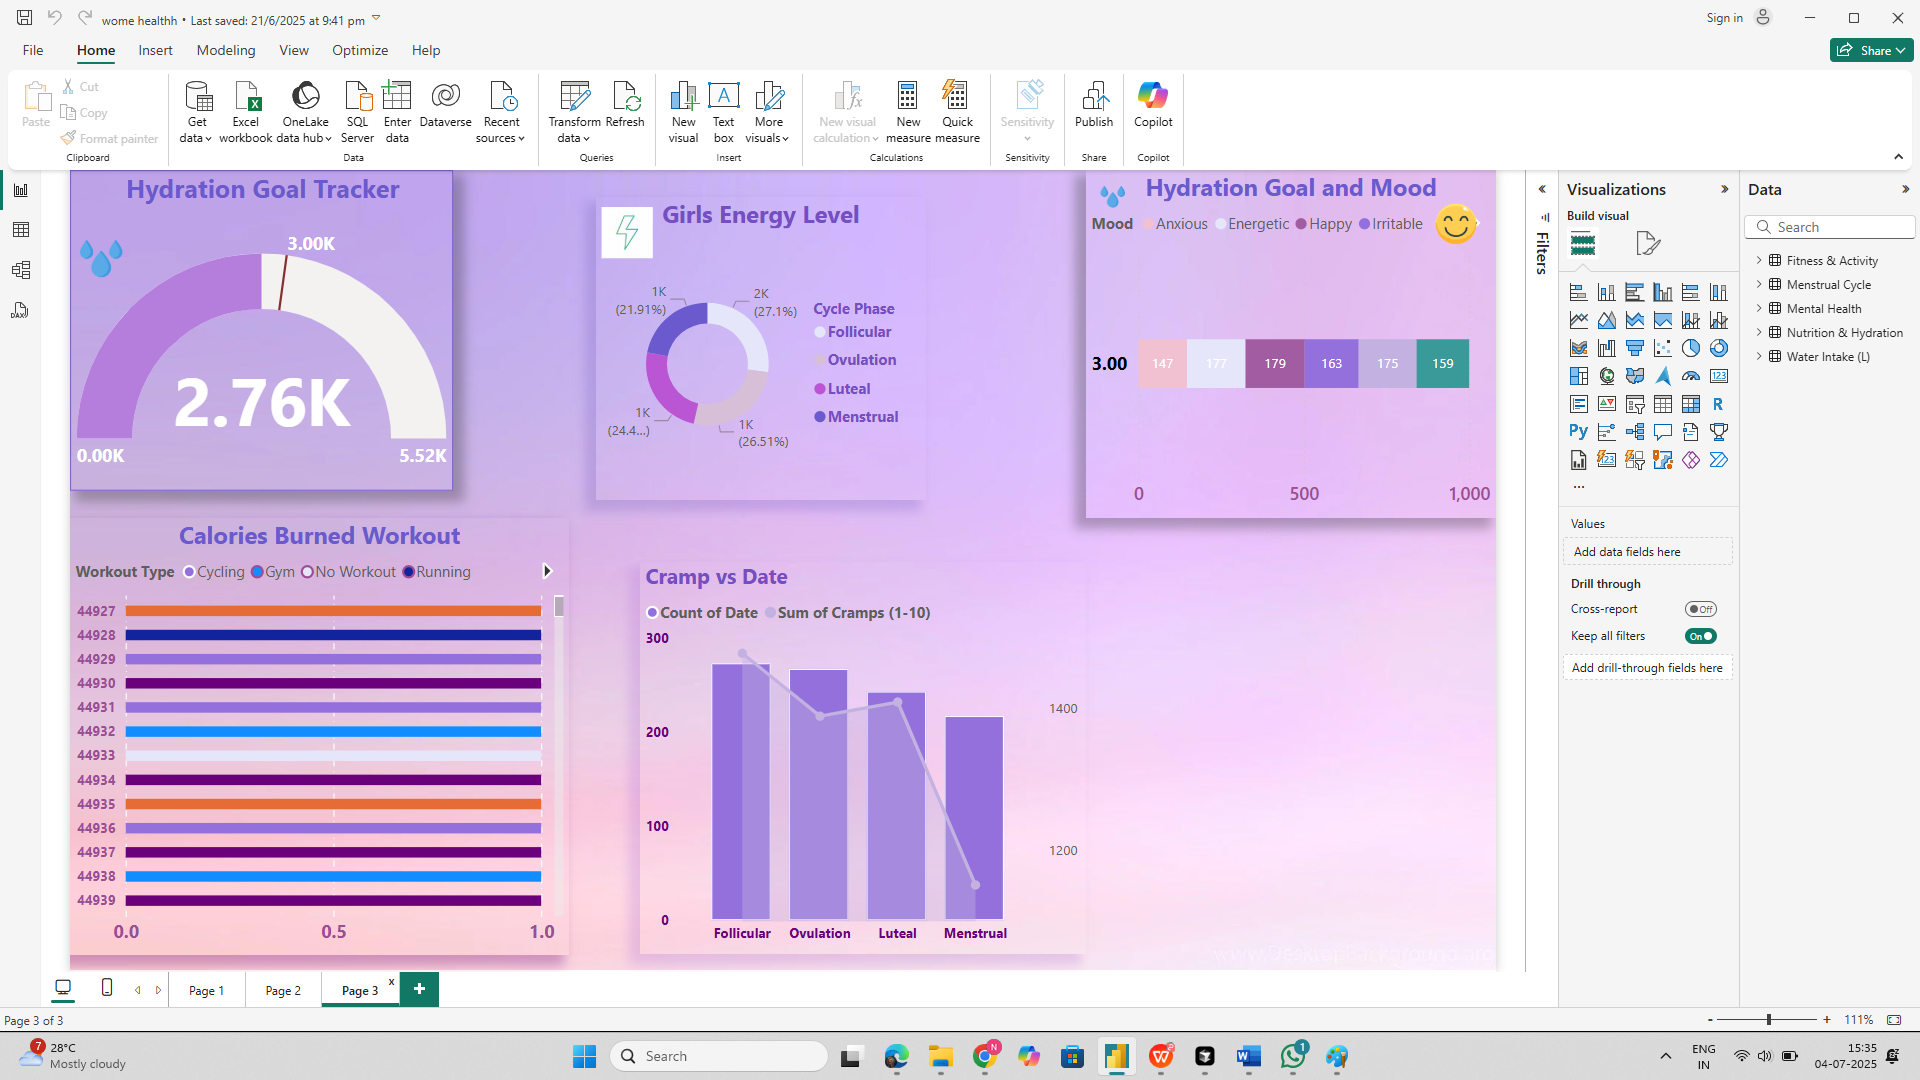 wome healthh • Last saved: 21/6/2025 at 9:41 pm
Sign in
File Home Insert Modeling View Optimize Help
Share
Paste
Cut
Copy
Format painter
Clipboard
Get data
Excel workbook
OneLake data hub
SQL Server
Enter data
Dataverse
Recent sources
Data
Transform data
Refresh
Queries
New visual
Text box
More visuals
Insert
New visual calculation
New measure
Quick measure
Calculations
Sensitivity
Sensitivity
Publish
Share
Copilot
Copilot
Hydration Goal Tracker
3.00K
2.76K
0.00K
5.52K
Girls Energy Level
1K
(21.91%)
2K
(27.1%)
1K
(24.4...)
1K
(26.51%)
Cycle Phase
Follicular
Ovulation
Luteal
Menstrual
Hydration Goal and Mood
Mood Anxious Energetic Happy Irritable
3.00 147 177 179 163 175 159
0 500 1,000
Calories Burned Workout
Workout Type Cycling Gym No Workout Running
44927
44928
44929
44930
44931
44932
44933
44934
44935
44936
44937
44938
44939
0.0 0.5 1.0
Cramp vs Date
Count of Date Sum of Cramps (1-10)
300
200
100
0
1400
1200
Follicular Ovulation Luteal Menstrual
Filters
Visualizations
Build visual
123
R
Py
123
...
Values
Add data fields here
Drill through
Cross-report Off
Keep all filters On
Add drill-through fields here
Data
Search
Fitness & Activity
Menstrual Cycle
Mental Health
Nutrition & Hydration
Water Intake (L)
DAX
Page 1 Page 2 Page 3 x +
Page 3 of 3
- + 111%
7
28°C
Mostly cloudy
Search
N
1
ENG
IN
15:35
04-07-2025